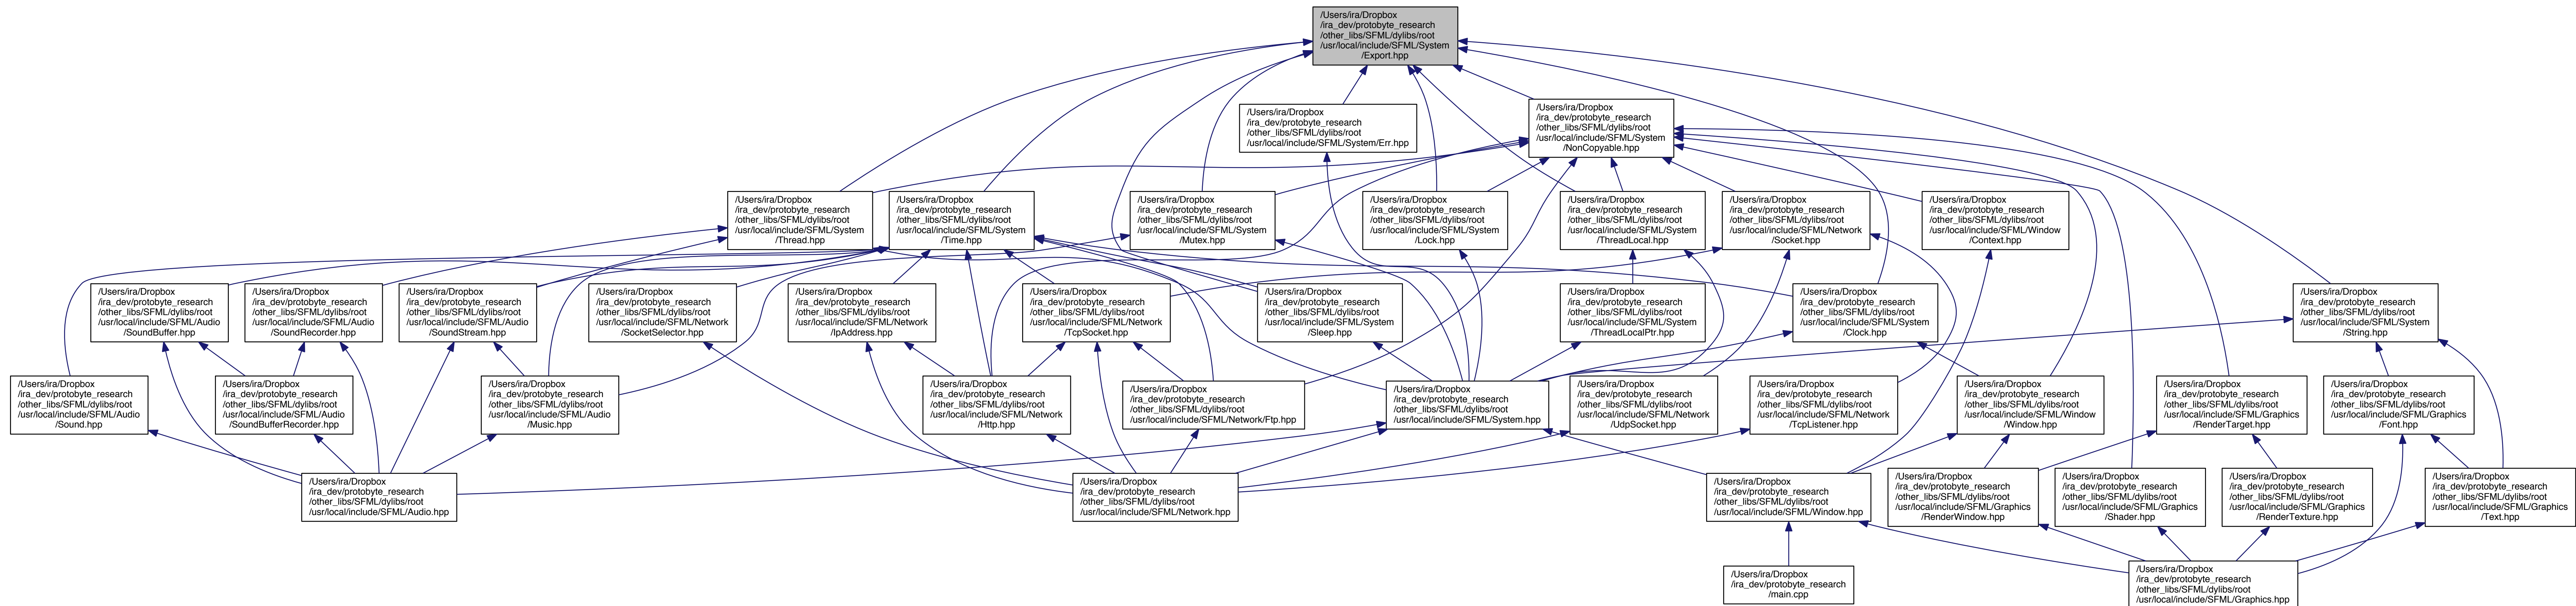 /Users/ira/Dropbox
/ira_dev/protobyte_research
/other_libs/SFML/dylibs/root
/usr/local/include/SFML/System
/Export.hpp
/Users/ira/Dropbox
/ira_dev/protobyte_research
/other_libs/SFML/dylibs/root
/usr/local/include/SFML/System/Err.hpp
/Users/ira/Dropbox
/ira_dev/protobyte_research
/other_libs/SFML/dylibs/root
/usr/local/include/SFML/System
/NonCopyable.hpp
/Users/ira/Dropbox
/ira_dev/protobyte_research
/other_libs/SFML/dylibs/root
/usr/local/include/SFML/System
/Thread.hpp
/Users/ira/Dropbox
/ira_dev/protobyte_research
/other_libs/SFML/dylibs/root
/usr/local/include/SFML/System
/Time.hpp
/Users/ira/Dropbox
/ira_dev/protobyte_research
/other_libs/SFML/dylibs/root
/usr/local/include/SFML/System
/Mutex.hpp
/Users/ira/Dropbox
/ira_dev/protobyte_research
/other_libs/SFML/dylibs/root
/usr/local/include/SFML/System
/Lock.hpp
/Users/ira/Dropbox
/ira_dev/protobyte_research
/other_libs/SFML/dylibs/root
/usr/local/include/SFML/System
/ThreadLocal.hpp
/Users/ira/Dropbox
/ira_dev/protobyte_research
/other_libs/SFML/dylibs/root
/usr/local/include/SFML/Network
/Socket.hpp
/Users/ira/Dropbox
/ira_dev/protobyte_research
/other_libs/SFML/dylibs/root
/usr/local/include/SFML/Window
/Context.hpp
/Users/ira/Dropbox
/ira_dev/protobyte_research
/other_libs/SFML/dylibs/root
/usr/local/include/SFML/Audio
/SoundBuffer.hpp
/Users/ira/Dropbox
/ira_dev/protobyte_research
/other_libs/SFML/dylibs/root
/usr/local/include/SFML/Audio
/SoundRecorder.hpp
/Users/ira/Dropbox
/ira_dev/protobyte_research
/other_libs/SFML/dylibs/root
/usr/local/include/SFML/Audio
/SoundStream.hpp
/Users/ira/Dropbox
/ira_dev/protobyte_research
/other_libs/SFML/dylibs/root
/usr/local/include/SFML/Network
/SocketSelector.hpp
/Users/ira/Dropbox
/ira_dev/protobyte_research
/other_libs/SFML/dylibs/root
/usr/local/include/SFML/Network
/IpAddress.hpp
/Users/ira/Dropbox
/ira_dev/protobyte_research
/other_libs/SFML/dylibs/root
/usr/local/include/SFML/Network
/TcpSocket.hpp
/Users/ira/Dropbox
/ira_dev/protobyte_research
/other_libs/SFML/dylibs/root
/usr/local/include/SFML/System
/Sleep.hpp
/Users/ira/Dropbox
/ira_dev/protobyte_research
/other_libs/SFML/dylibs/root
/usr/local/include/SFML/System
/ThreadLocalPtr.hpp
/Users/ira/Dropbox
/ira_dev/protobyte_research
/other_libs/SFML/dylibs/root
/usr/local/include/SFML/System
/Clock.hpp
/Users/ira/Dropbox
/ira_dev/protobyte_research
/other_libs/SFML/dylibs/root
/usr/local/include/SFML/System
/String.hpp
/Users/ira/Dropbox
/ira_dev/protobyte_research
/other_libs/SFML/dylibs/root
/usr/local/include/SFML/Audio
/Sound.hpp
/Users/ira/Dropbox
/ira_dev/protobyte_research
/other_libs/SFML/dylibs/root
/usr/local/include/SFML/Audio
/SoundBufferRecorder.hpp
/Users/ira/Dropbox
/ira_dev/protobyte_research
/other_libs/SFML/dylibs/root
/usr/local/include/SFML/Audio
/Music.hpp
/Users/ira/Dropbox
/ira_dev/protobyte_research
/other_libs/SFML/dylibs/root
/usr/local/include/SFML/Network
/Http.hpp
/Users/ira/Dropbox
/ira_dev/protobyte_research
/other_libs/SFML/dylibs/root
/usr/local/include/SFML/Network/Ftp.hpp
/Users/ira/Dropbox
/ira_dev/protobyte_research
/other_libs/SFML/dylibs/root
/usr/local/include/SFML/System.hpp
/Users/ira/Dropbox
/ira_dev/protobyte_research
/other_libs/SFML/dylibs/root
/usr/local/include/SFML/Network
/UdpSocket.hpp
/Users/ira/Dropbox
/ira_dev/protobyte_research
/other_libs/SFML/dylibs/root
/usr/local/include/SFML/Network
/TcpListener.hpp
/Users/ira/Dropbox
/ira_dev/protobyte_research
/other_libs/SFML/dylibs/root
/usr/local/include/SFML/Window
/Window.hpp
/Users/ira/Dropbox
/ira_dev/protobyte_research
/other_libs/SFML/dylibs/root
/usr/local/include/SFML/Graphics
/RenderTarget.hpp
/Users/ira/Dropbox
/ira_dev/protobyte_research
/other_libs/SFML/dylibs/root
/usr/local/include/SFML/Graphics
/Font.hpp
/Users/ira/Dropbox
/ira_dev/protobyte_research
/other_libs/SFML/dylibs/root
/usr/local/include/SFML/Audio.hpp
/Users/ira/Dropbox
/ira_dev/protobyte_research
/other_libs/SFML/dylibs/root
/usr/local/include/SFML/Network.hpp
/Users/ira/Dropbox
/ira_dev/protobyte_research
/other_libs/SFML/dylibs/root
/usr/local/include/SFML/Window.hpp
/Users/ira/Dropbox
/ira_dev/protobyte_research
/other_libs/SFML/dylibs/root
/usr/local/include/SFML/Graphics
/RenderWindow.hpp
/Users/ira/Dropbox
/ira_dev/protobyte_research
/other_libs/SFML/dylibs/root
/usr/local/include/SFML/Graphics
/Shader.hpp
/Users/ira/Dropbox
/ira_dev/protobyte_research
/other_libs/SFML/dylibs/root
/usr/local/include/SFML/Graphics
/RenderTexture.hpp
/Users/ira/Dropbox
/ira_dev/protobyte_research
/other_libs/SFML/dylibs/root
/usr/local/include/SFML/Graphics
/Text.hpp
/Users/ira/Dropbox
/ira_dev/protobyte_research
/main.cpp
/Users/ira/Dropbox
/ira_dev/protobyte_research
/other_libs/SFML/dylibs/root
/usr/local/include/SFML/Graphics.hpp